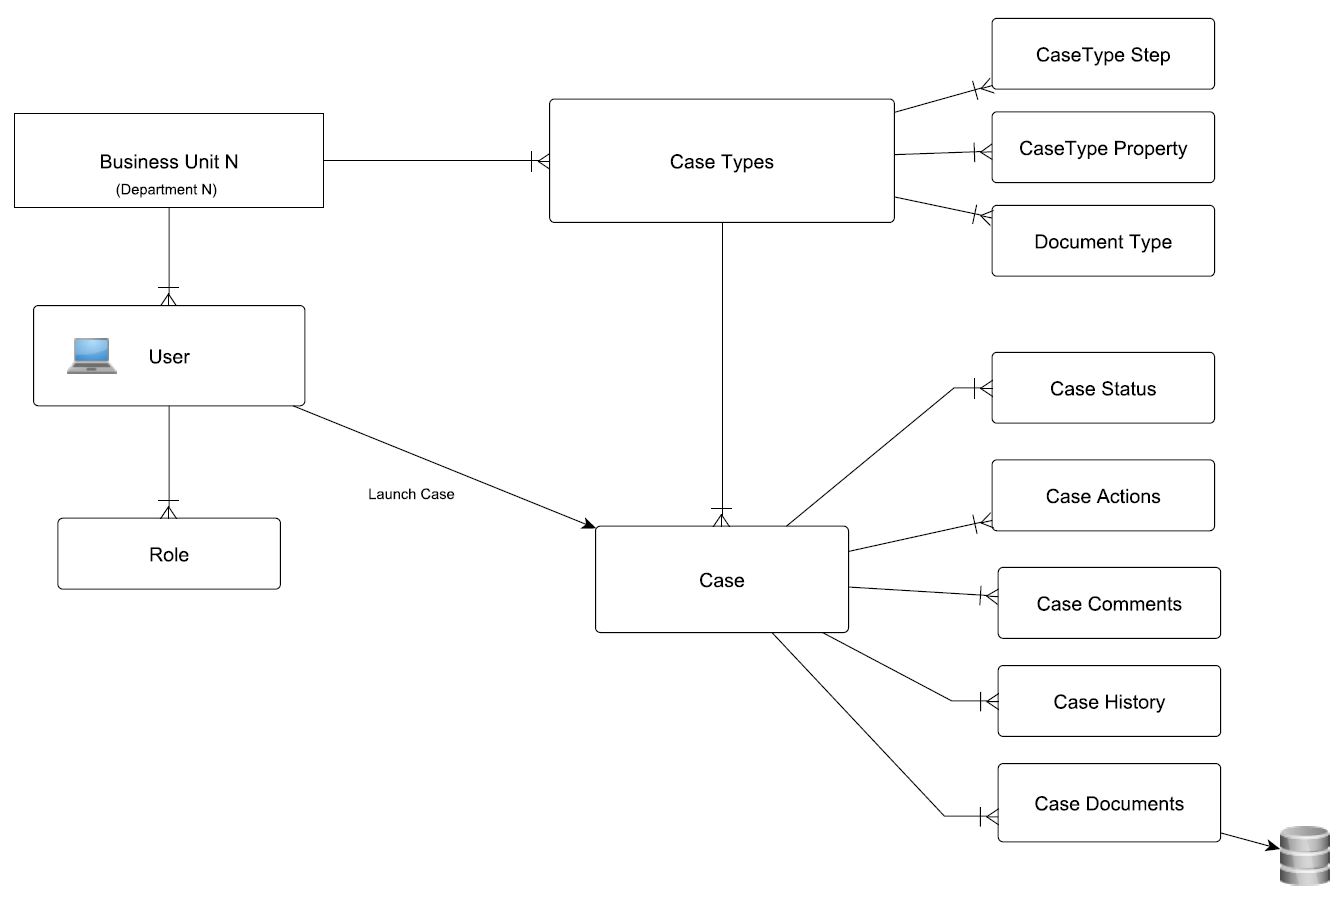 CaseType Step
Business Unit N
(Department N)
Case Types
CaseType Property
Document Type
User
Case Status
Launch Case
Case Actions
Role
Case
Case Comments
Case History
Case Documents